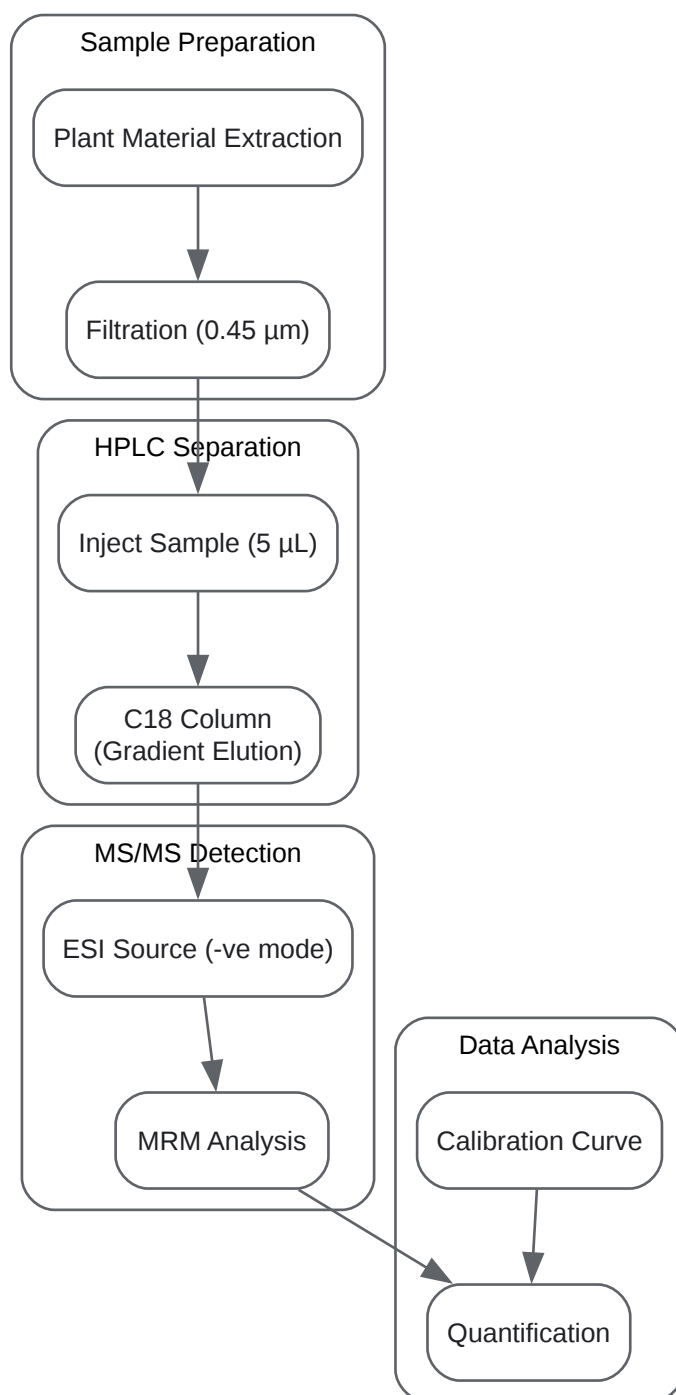 Sample Preparation
Plant Material Extraction
Filtration (0.45 µm)
HPLC Separation
Inject Sample (5 µL)
C18 Column
(Gradient Elution)
MS/MS Detection
ESI Source (-ve mode)
MRM Analysis
Data Analysis
Calibration Curve
Quantification